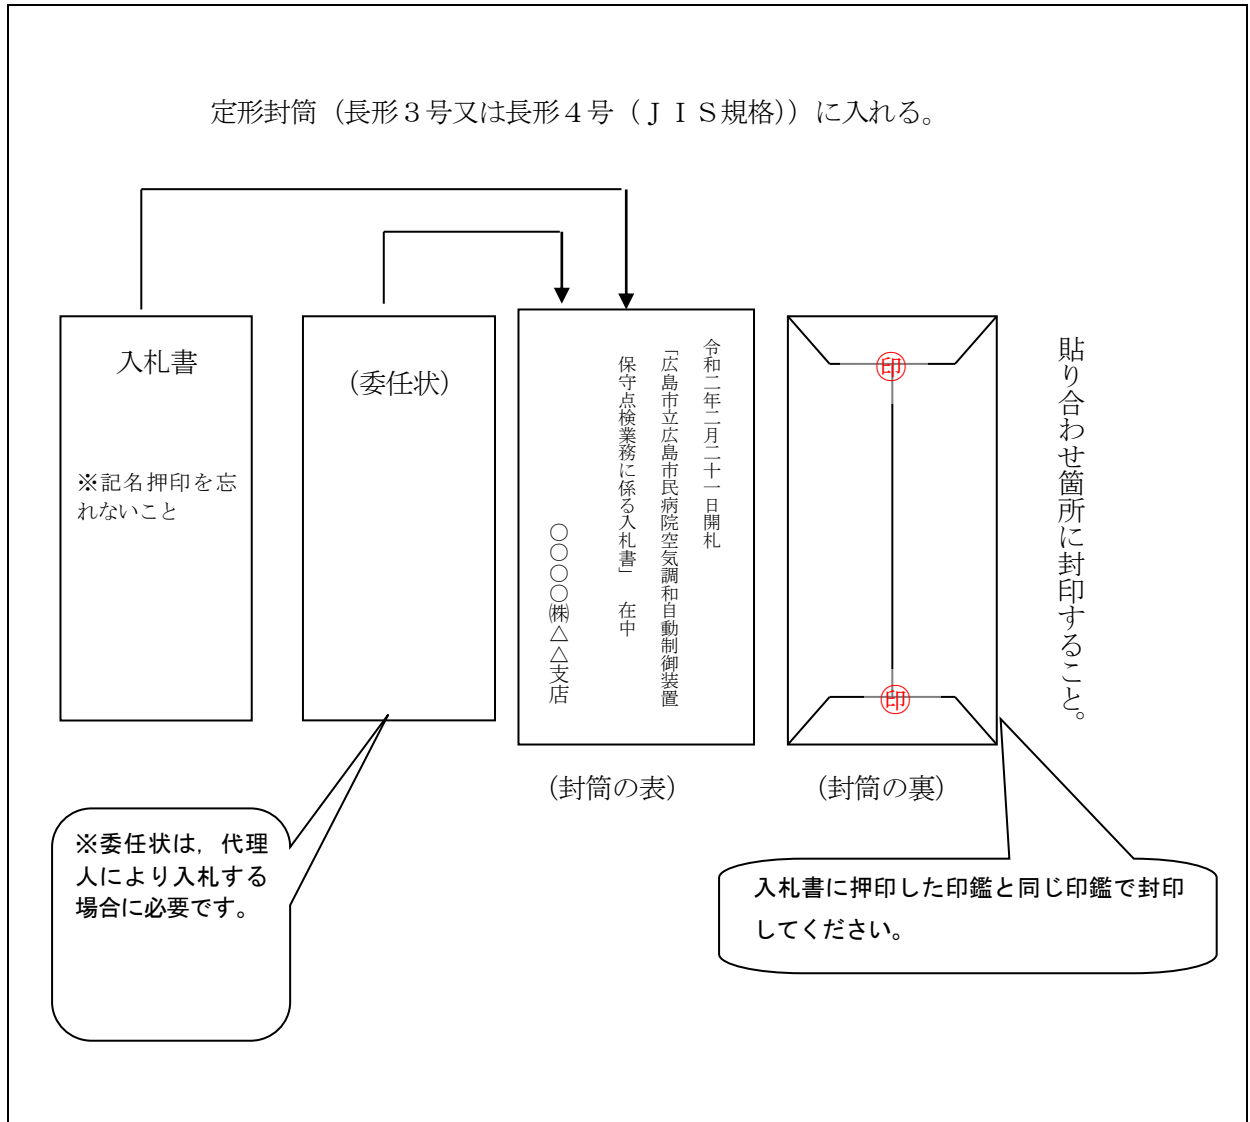 定形封筒（長形３号又は長形４号（ＪＩＳ規格））に入れる。
入札書
※記名押印を忘
れないこと
（委任状）
令和二年二月二十一日開札
「広島市立広島市民病院空気調和自動制御装置
保守点検業務に係る入札書」　在中
○○○○㈱△△支店
（封筒の表）
印
印
（封筒の裏）
貼り合わせ箇所に封印すること。
※委任状は，代理
人により入札する
場合に必要です。
入札書に押印した印鑑と同じ印鑑で封印
してください。